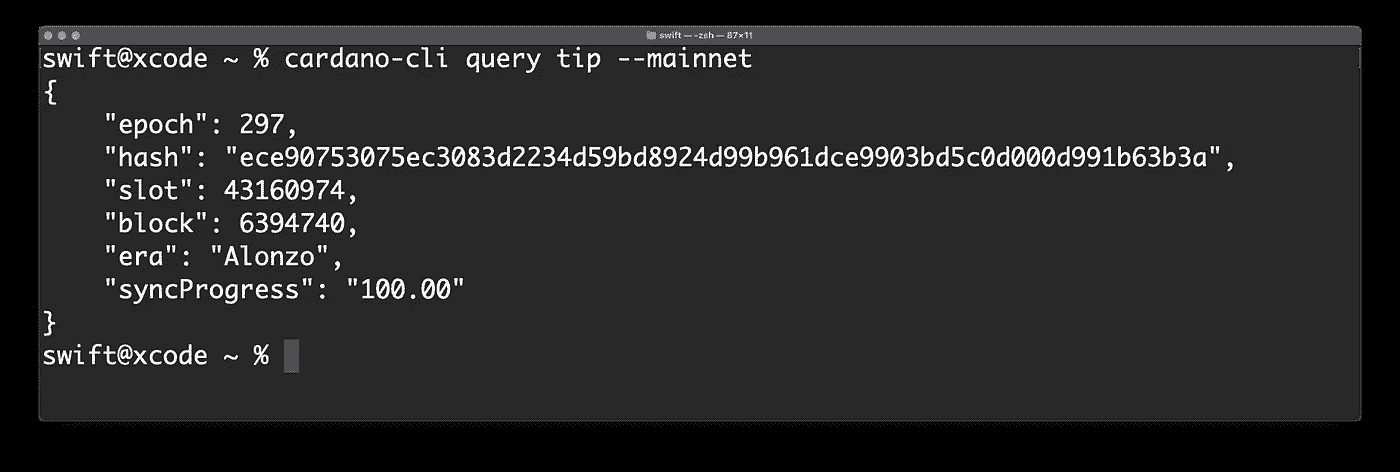 swift — -zsh — 87×11
swift@xcode ~ % cardano-cli query tip --mainnet
{
    "epoch": 297,
    "hash": "ece90753075ec3083d2234d59bd8924d99b961dce9903bd5c0d000d991b63b3a",
    "slot": 43160974,
    "block": 6394740,
    "era": "Alonzo",
    "syncProgress": "100.00"
}
swift@xcode ~ %